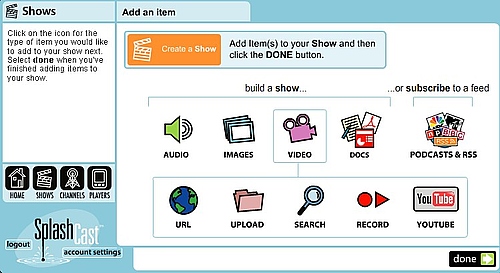 Shows
Click on the icon for the
type of item you would like
to add to your show next.
Select done when you've
finished adding items to
your show.
HOME SHOWS CHANNELS PLAYERS
SplashCast
logout
account settings
Add an item
Create a Show
Add Item(s) to your Show and then
click the DONE button.
build a show...
...or subscribe to a feed
AUDIO IMAGES VIDEO DOCS PODCASTS & RSS
URL UPLOAD SEARCH RECORD YOUTUBE
You Tube
done